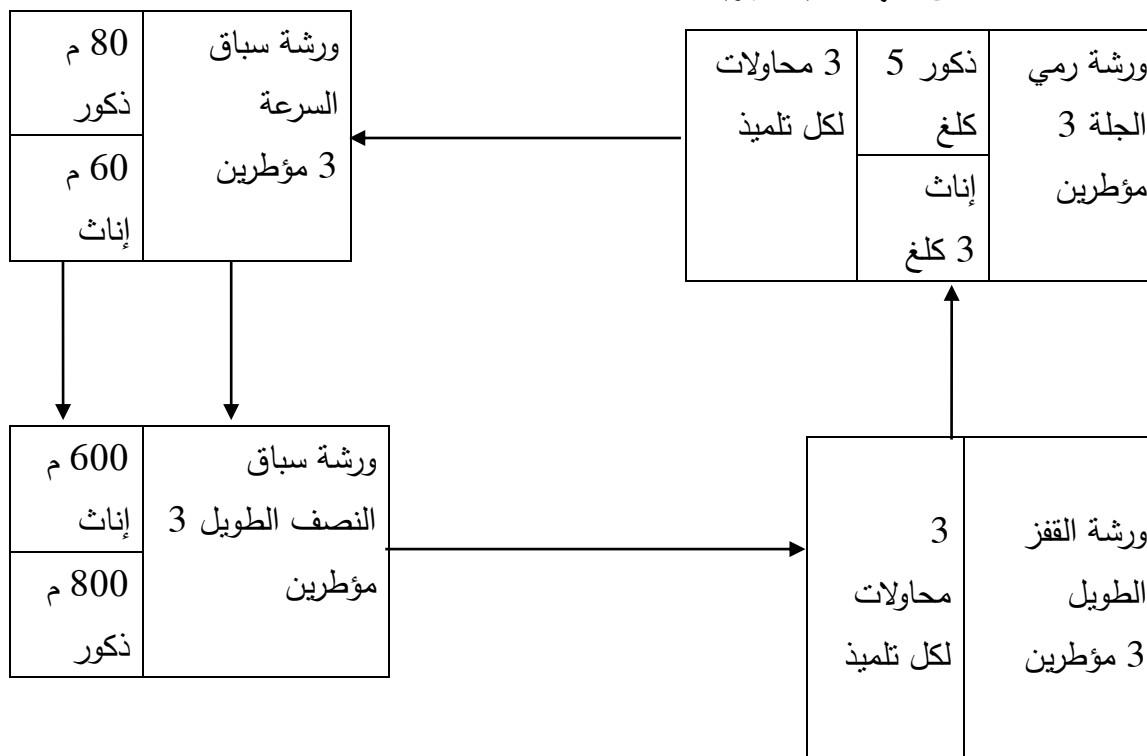 ورشة رمي
الجلة 3
مؤطرين
ذكور 5
كلغ
إناث
3 كلغ
3 محاولات
لكل تلميذ
ورشة سباق
السرعة
3 مؤطرين
80 م
ذكور
60 م
إناث
ورشة سباق
النصف الطويل 3
مؤطرين
600 م
إناث
800 م
ذكور
ورشة القفز
الطويل
3 مؤطرين
3
محاولات
لكل تلميذ